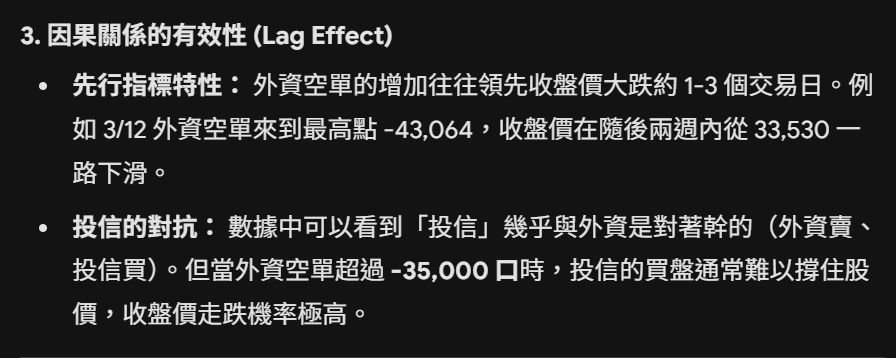 3. 因果關係的有效性 (Lag Effect)
• 先行指標特性： 外資空單的增加往往領先收盤價大跌約 1-3 個交易日。例
如 3/12 外資空單來到最高點 -43,064，收盤價在隨後兩週內從 33,530 一
路下滑。
• 投信的對抗： 數據中可以看到「投信」幾乎與外資是對著幹的（外資賣、
投信買）。但當外資空單超過 -35,000 口時，投信的買盤通常難以撐住股
價，收盤價走跌機率極高。